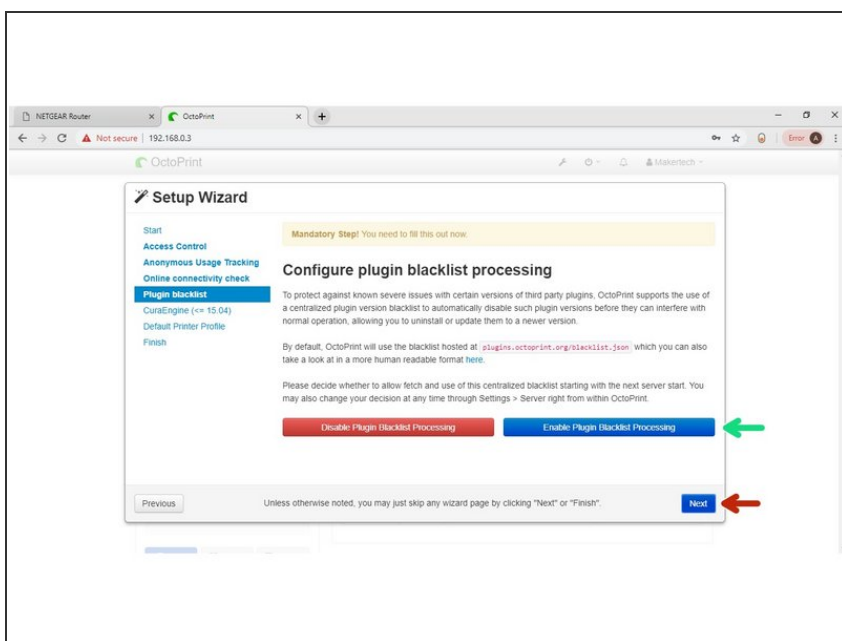 NETGEAR Router
OctoPrint
Not secure | 192.168.0.3
Error A
OctoPrint
Makertech
Setup Wizard
Start
Access Control
Anonymous Usage Tracking
Online connectivity check
Plugin blacklist
CuraEngine (<= 15.04)
Default Printer Profile
Finish
Mandatory Step! You need to fill this out now.
Configure plugin blacklist processing
To protect against known severe issues with certain versions of third party plugins, OctoPrint supports the use of
a centralized plugin version blacklist to automatically disable such plugin versions before they can interfere with
normal operation, allowing you to uninstall or update them to a newer version.
By default, OctoPrint will use the blacklist hosted at plugins.octoprint.org/blacklist.json which you can also
take a look at in a more human readable format here.
Please decide whether to allow fetch and use of this centralized blacklist starting with the next server start. You
may also change your decision at any time through Settings > Server right from within OctoPrint.
Disable Plugin Blacklist Processing
Enable Plugin Blacklist Processing
Previous
Unless otherwise noted, you may just skip any wizard page by clicking "Next" or "Finish".
Next